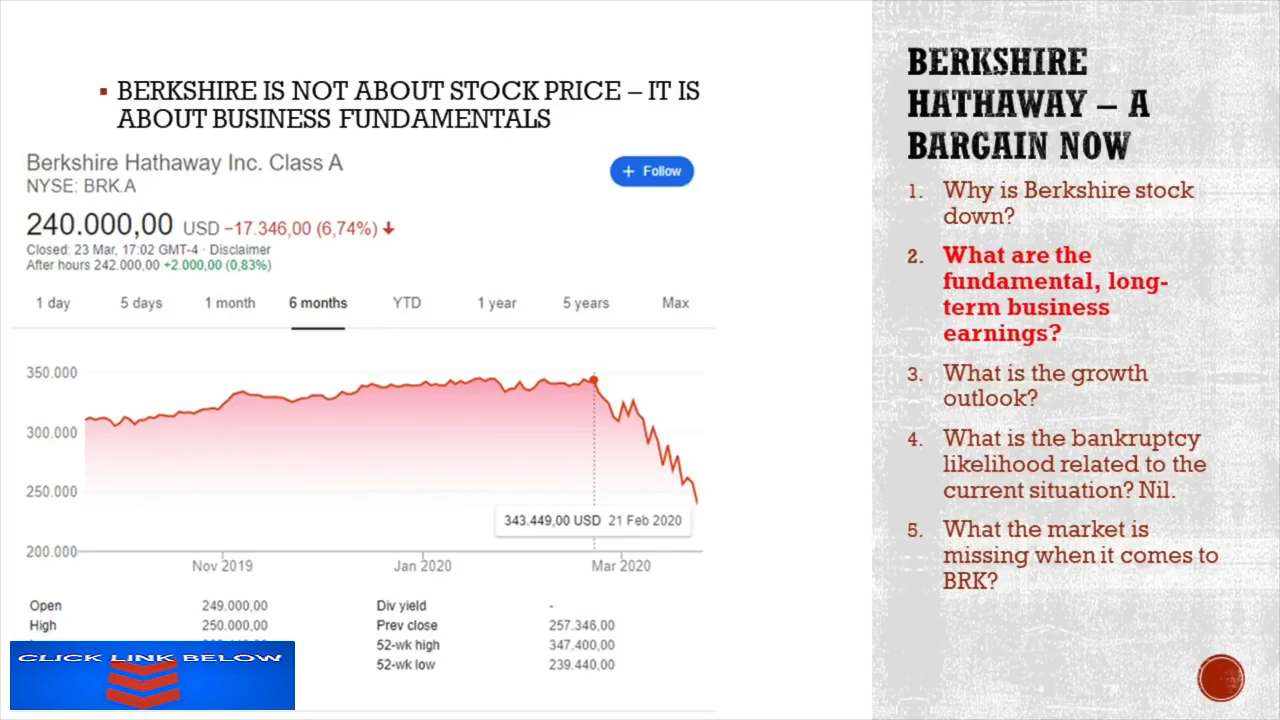 ▪ BERKSHIRE IS NOT ABOUT STOCK PRICE – IT IS
ABOUT BUSINESS FUNDAMENTALS
Berkshire Hathaway Inc. Class A
NYSE: BRK.A
+ Follow
240.000,00 USD −17.346,00 (6,74%)
Closed: 23 Mar, 17:02 GMT-4 · Disclaimer
After hours 242.000,00 +2.000,00 (0,83%)
1 day 5 days 1 month 6 months YTD 1 year 5 years Max
350.000
300.000
250.000
343.449,00 USD 21 Feb 2020
200.000
Nov 2019 Jan 2020 Mar 2020
Open 249.000,00 Div yield -
High 250.000,00 Prev close 257.346,00
52-wk high 347.400,00
52-wk low 239.440,00
CLICK LINK BELOW
BERKSHIRE
HATHAWAY – A
BARGAIN NOW
1. Why is Berkshire stock
down?
2. What are the
fundamental, long-
term business
earnings?
3. What is the growth
outlook?
4. What is the bankruptcy
likelihood related to the
current situation? Nil.
5. What the market is
missing when it comes to
BRK?